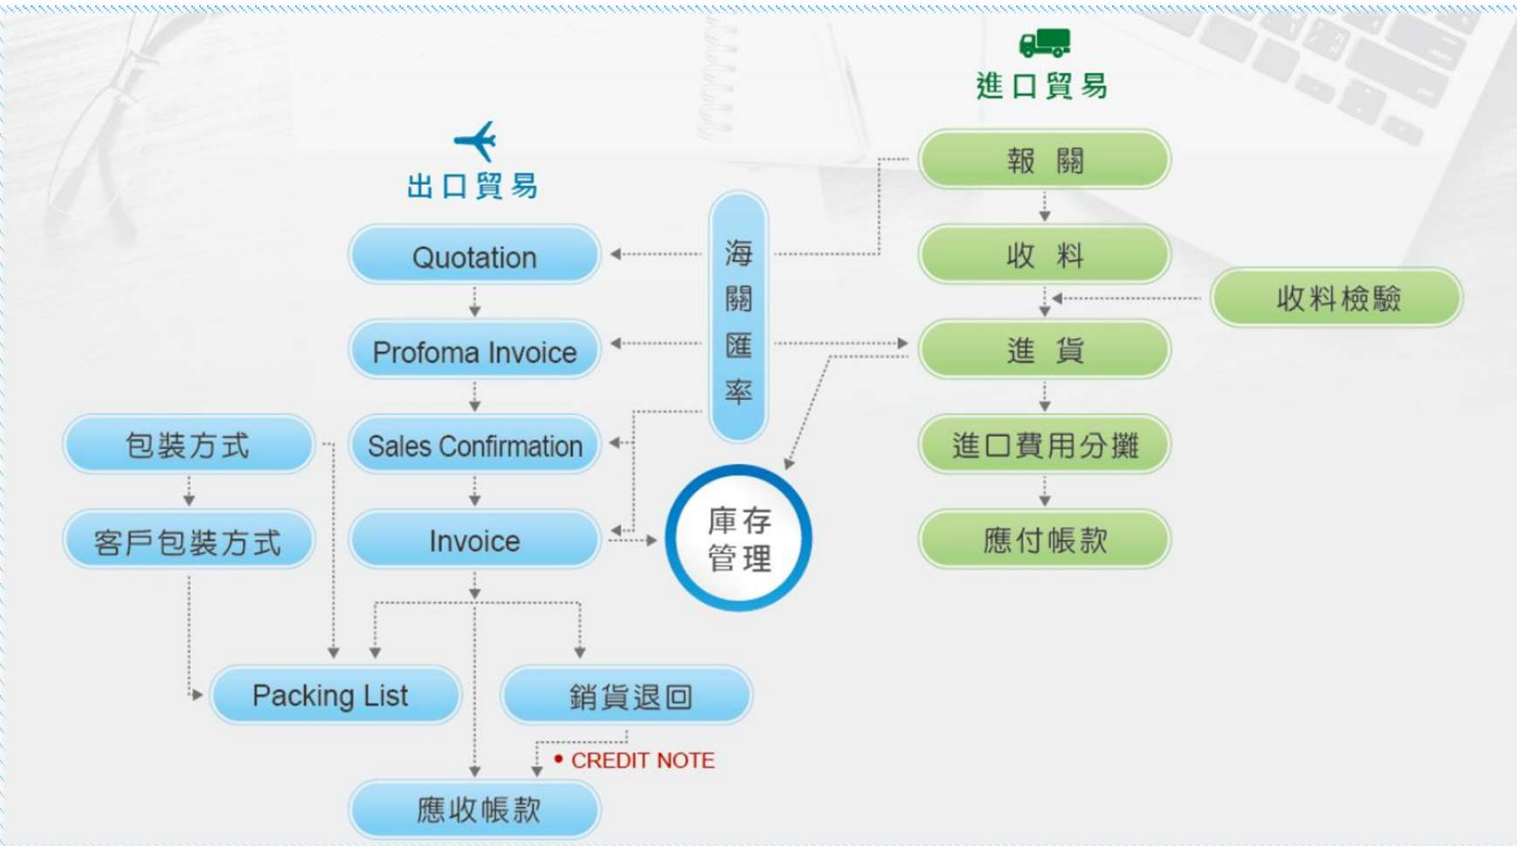 進口貿易
出口貿易
報關
收料
收料檢驗
進貨
進口費用分攤
應付帳款
海關匯率
Quotation
Profoma Invoice
Sales Confirmation
Invoice
包裝方式
客戶包裝方式
庫存
管理
Packing List
銷貨退回
• CREDIT NOTE
應收帳款